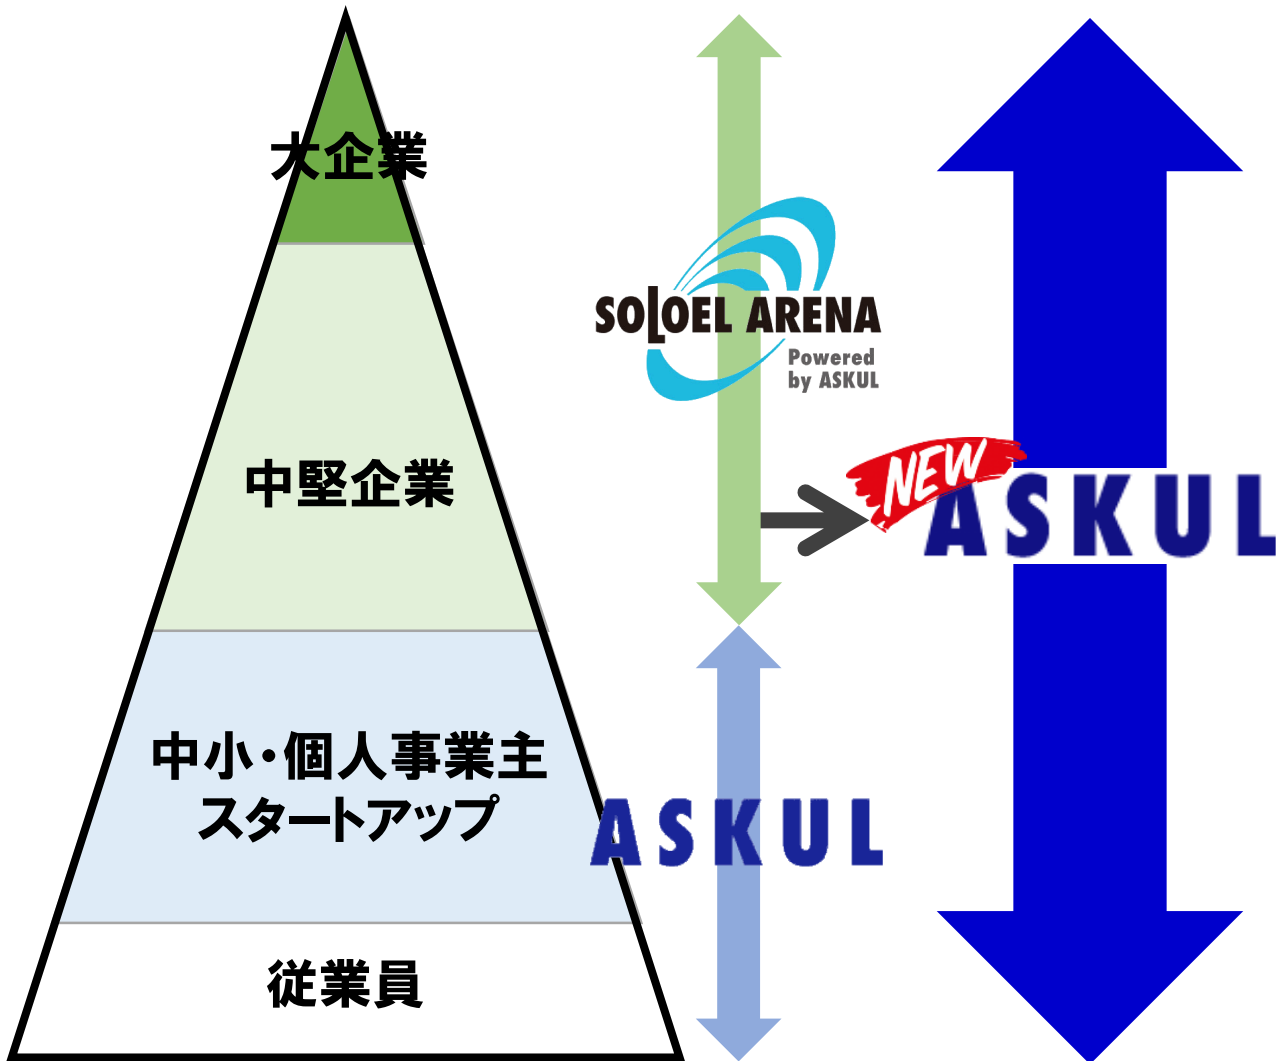 大企業
中堅企業
中小・個人事業主
スタートアップ
従業員
SOLOEL ARENA
Powered
by ASKUL
ASKUL
NEW
ASKUL